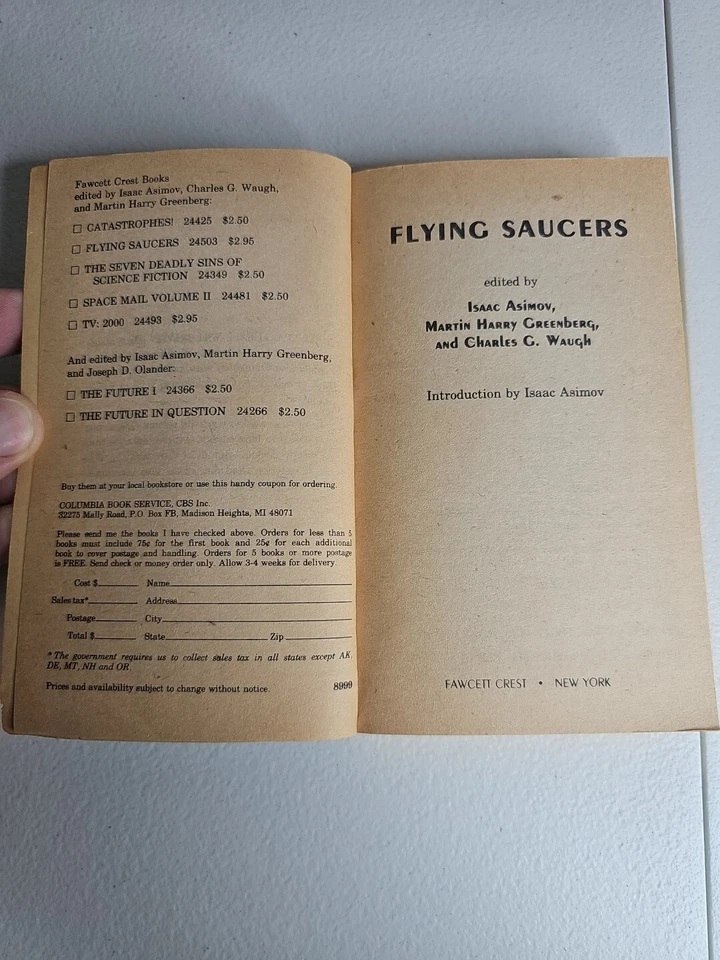 Fawcett Crest Books
edited by Isaac Asimov, Charles G. Waugh,
and Martin Harry Greenberg:
☐ CATASTROPHES! 24425 $2.50
☐ FLYING SAUCERS 24503 $2.95
☐ THE SEVEN DEADLY SINS OF
SCIENCE FICTION 24349 $2.50
☐ SPACE MAIL VOLUME II 24481 $2.50
☐ TV: 2000 24493 $2.95
And edited by Isaac Asimov, Martin Harry Greenberg,
and Joseph D. Olander:
☐ THE FUTURE I 24366 $2.50
☐ THE FUTURE IN QUESTION 24266 $2.50
Buy them at your local bookstore or use this handy coupon for ordering.
COLUMBIA BOOK SERVICE, CBS Inc.
32275 Mally Road, P.O. Box FB, Madison Heights, MI 48071
Please send me the books I have checked above. Orders for less than 5
books must include 75¢ for the first book and 25¢ for each additional
book to cover postage and handling. Orders for 5 books or more postage
is FREE. Send check or money order only. Allow 3-4 weeks for delivery.
Cost $______ Name______
Sales tax*______ Address______
Postage______ City______
Total $______ State______ Zip______
* The government requires us to collect sales tax in all states except AK,
DE, MT, NH and OR.
Prices and availability subject to change without notice. 8999
FLYING SAUCERS
edited by
Isaac Asimov,
Martin Harry Greenberg,
and Charles G. Waugh
Introduction by Isaac Asimov
FAWCETT CREST • NEW YORK